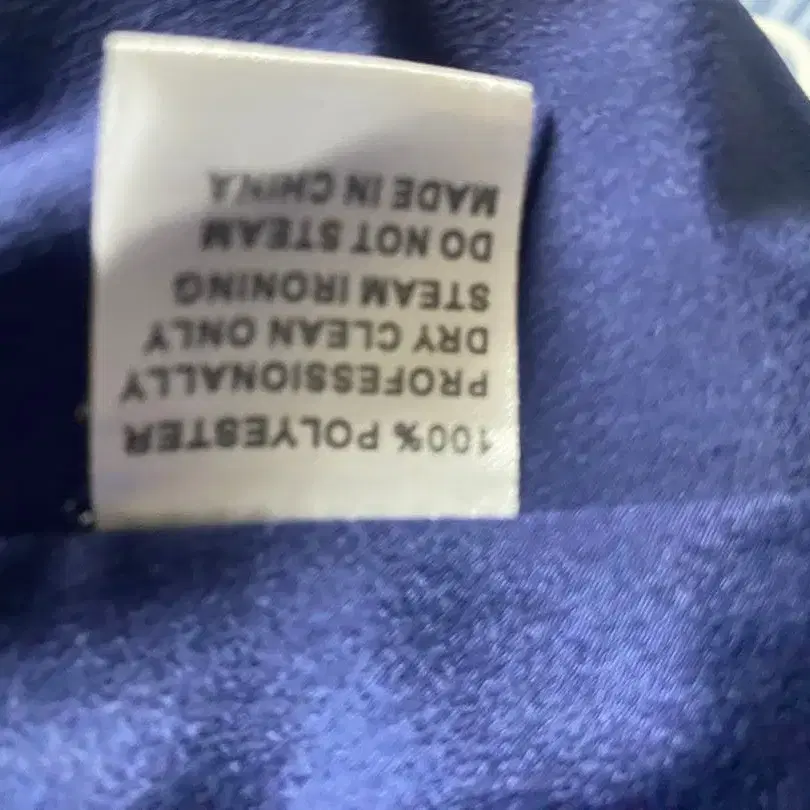 100% POLYESTER
PROFESSIONALLY
DRY CLEAN ONLY
STEAM IRONING
DO NOT STEAM
MADE IN CHINA